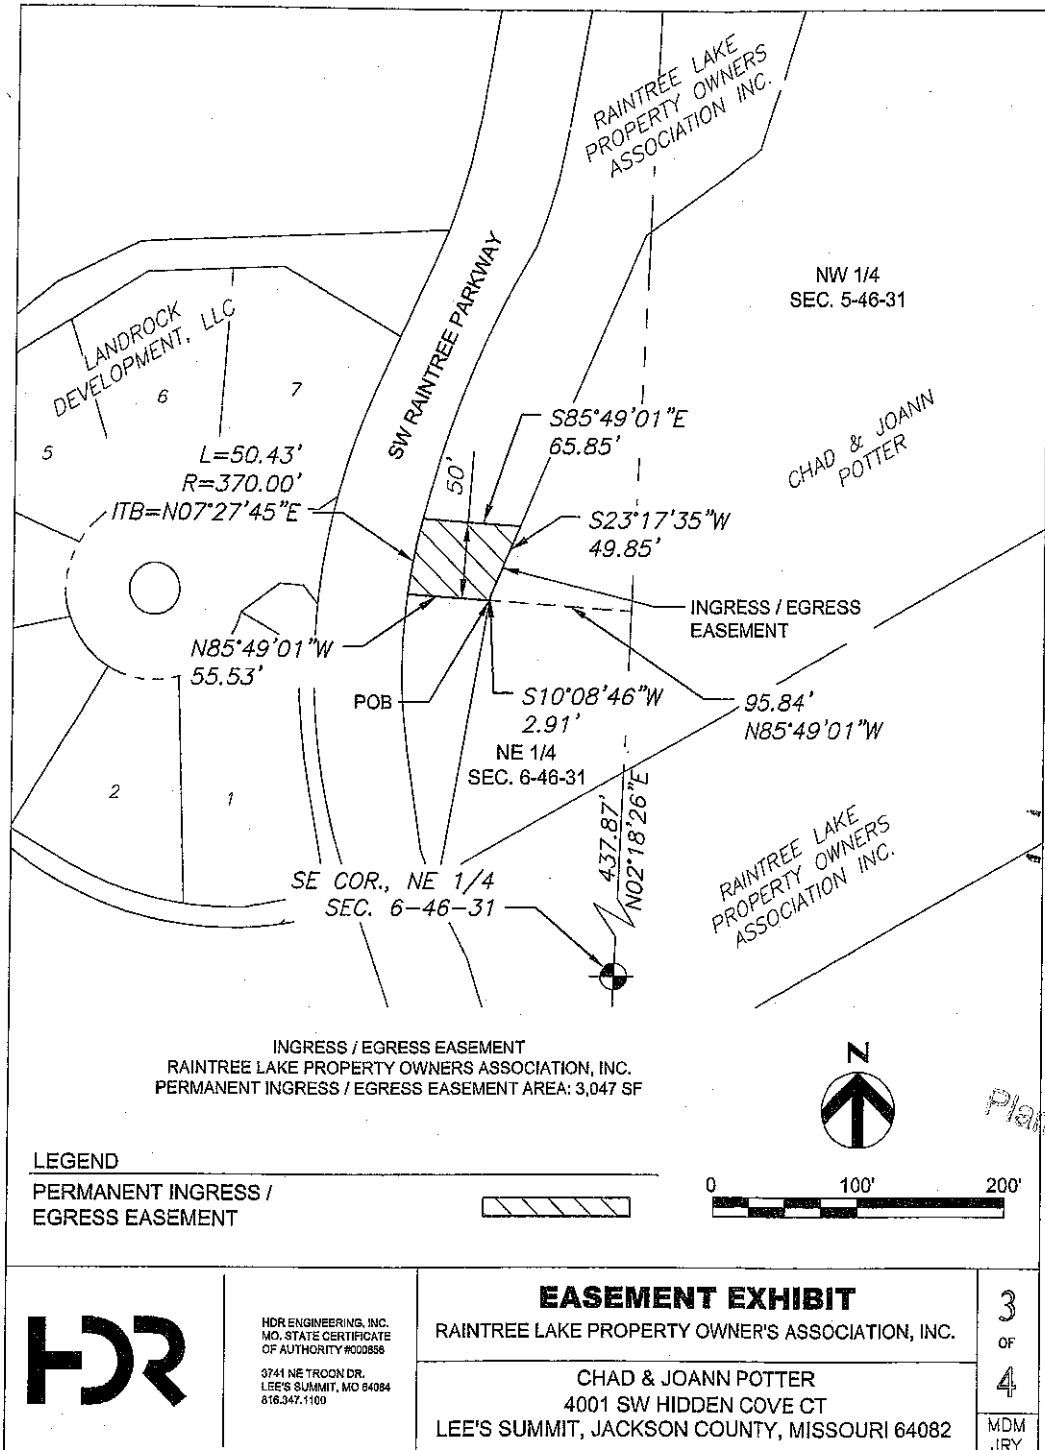 RAINTREE LAKE
PROPERTY OWNERS
ASSOCIATION INC.
NW 1/4
SEC. 5-46-31
SW RAINTREE PARKWAY
LANDROCK
DEVELOPMENT, LLC
6
7
5
S85°49'01"E
65.85'
CHAD & JOANN
POTTER
L=50.43'
R=370.00'
ITB=N07°27'45"E
50'
S23°17'35"W
49.85'
INGRESS / EGRESS
EASEMENT
N85°49'01"W
55.53'
POB
S10°08'46"W
2.91'
95.84'
N85°49'01"W
NE 1/4
SEC. 6-46-31
2
1
437.87'
N02°18'26"E
RAINTREE LAKE
PROPERTY OWNERS
ASSOCIATION INC.
SE COR., NE 1/4
SEC. 6-46-31
INGRESS / EGRESS EASEMENT
RAINTREE LAKE PROPERTY OWNERS ASSOCIATION, INC.
PERMANENT INGRESS / EGRESS EASEMENT AREA: 3,047 SF
N
Plan
LEGEND
PERMANENT INGRESS /
EGRESS EASEMENT
0 100' 200'
HDR
HDR ENGINEERING, INC.
MO. STATE CERTIFICATE
OF AUTHORITY #000856
3741 NE TROON DR.
LEE'S SUMMIT, MO 64064
816.347.1100
EASEMENT EXHIBIT
RAINTREE LAKE PROPERTY OWNER'S ASSOCIATION, INC.
CHAD & JOANN POTTER
4001 SW HIDDEN COVE CT
LEE'S SUMMIT, JACKSON COUNTY, MISSOURI 64082
3
OF
4
MDM
JRY